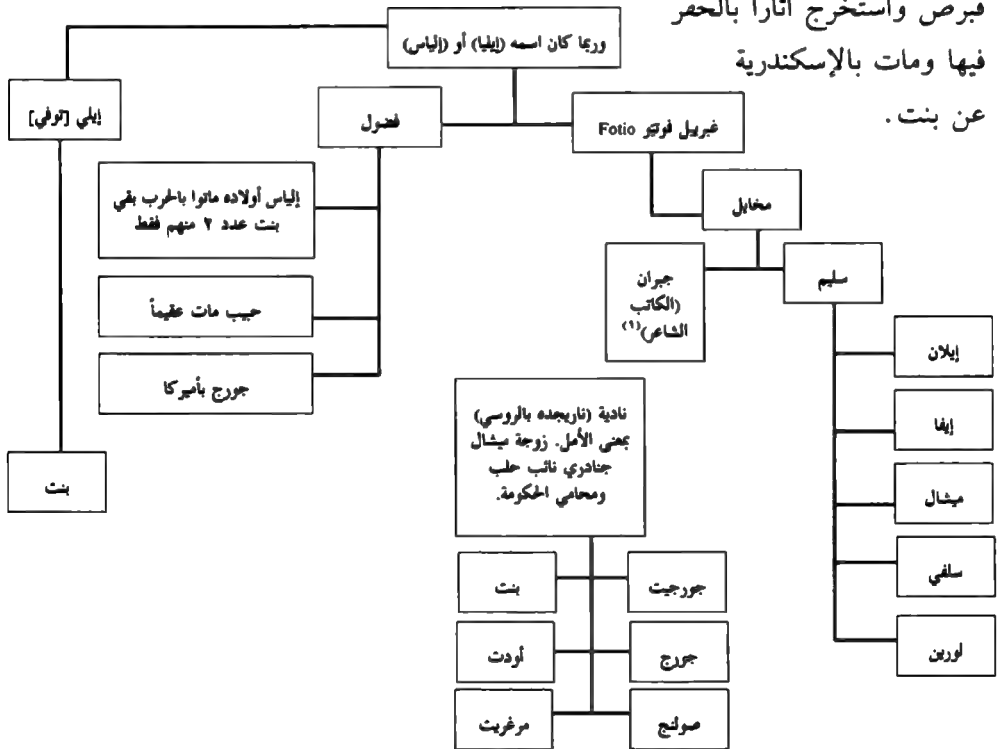 قبرص واستخرج آثاراً بالحفر
فيها ومات بالإسكندرية
عن بنت.
وربما كان اسمه (إيليا) أو (إلياس)
إيلي [توفي]
فضول
غبرييل فوتيو Fotio
إلياس أولاده ماتوا بالحرب بقي
بنت عدد ٢ منهم فقط
مخايل
جبران
(الكاتب
الشاعر)(١)
سليم
حبيب مات عقيماً
جورج بأميركا
إيلان
إيفا
ميشال
سلفي
لورين
بنت
نادية (ناريجده بالروسي)
بمعنى الأمل. زوجة ميشال
جنادري نائب حلب
ومحامي الحكومة.
بنت
جورجيت
أودت
جورج
مرغريت
صولنج